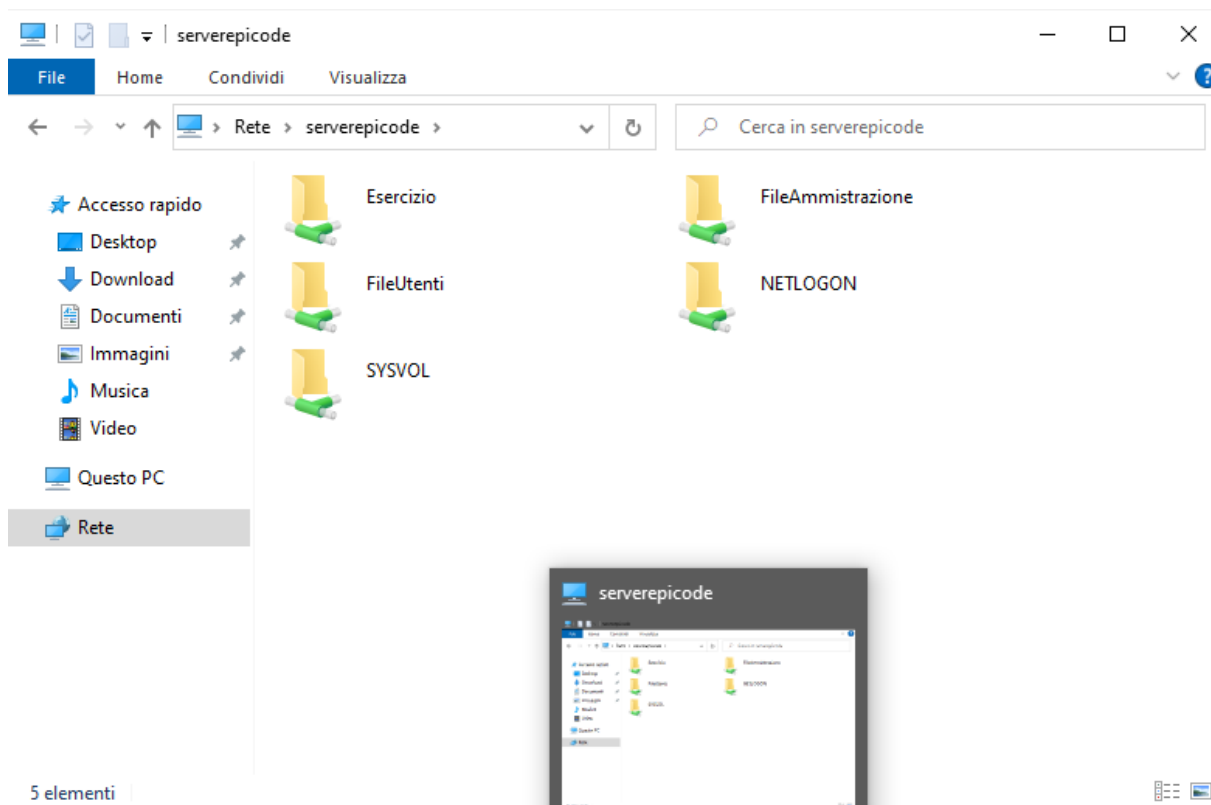 serverepicode
File Home Condividi Visualizza
Rete serverepicode Cerca in serverepicode
Accesso rapido
Desktop
Download
Documenti
Immagini
Musica
Video
Questo PC
Rete
Esercizio FileAmmistrazione
FileUtenti NETLOGON
SYSVOL
serverepicode
5 elementi